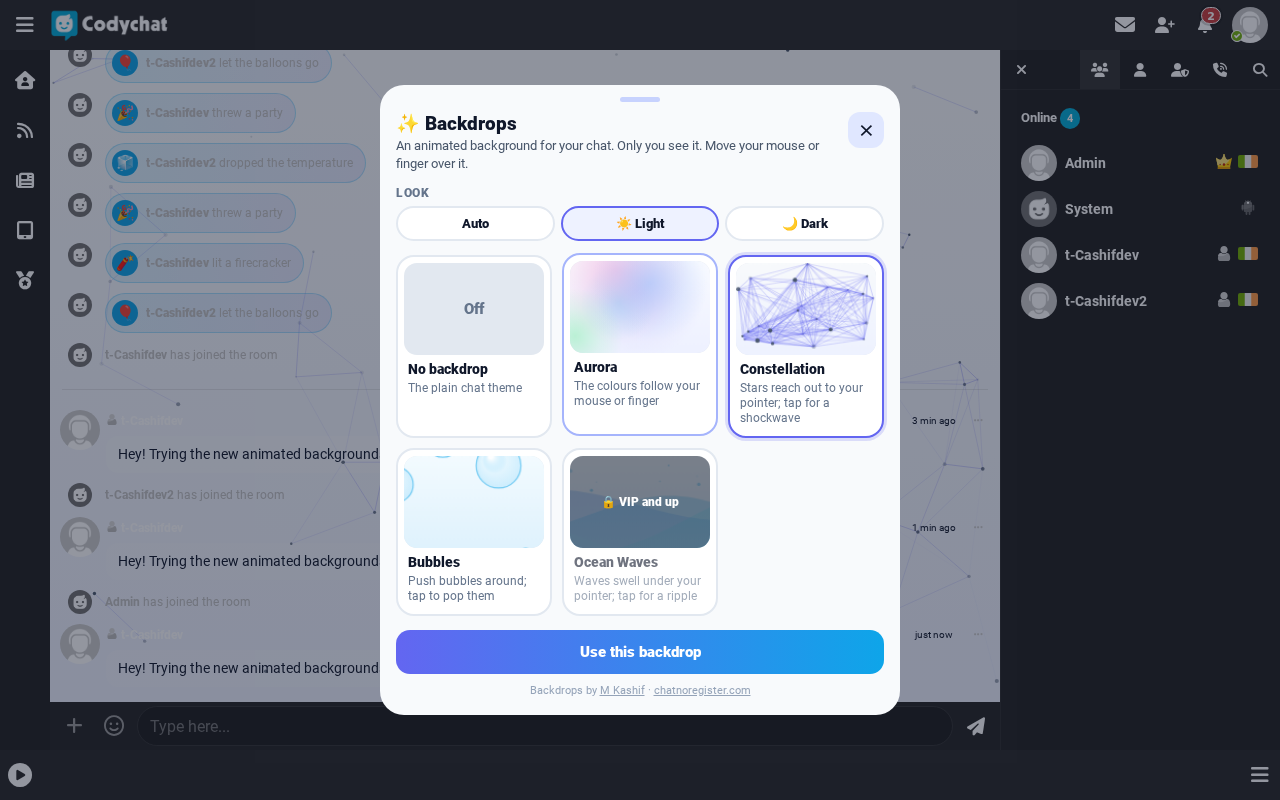 Codychat
2
t-Cashifdev2 let the balloons go
t-Cashifdev threw a party
t-Cashifdev2 dropped the temperature
t-Cashifdev threw a party
t-Cashifdev lit a firecracker
t-Cashifdev2 let the balloons go
t-Cashifdev has joined the room
t-Cashifdev
3 min ago
Hey! Trying the new animated background
t-Cashifdev2 has joined the room
t-Cashifdev
1 min ago
Hey! Trying the new animated background
Admin has joined the room
t-Cashifdev
just now
Hey! Trying the new animated background
Type here...
✨ Backdrops
An animated background for your chat. Only you see it. Move your mouse or
finger over it.
LOOK
Auto
☀️ Light
🌙 Dark
Off
No backdrop
The plain chat theme
Aurora
The colours follow your
mouse or finger
Constellation
Stars reach out to your
pointer; tap for a
shockwave
Bubbles
Push bubbles around;
tap to pop them
🔒 VIP and up
Ocean Waves
Waves swell under your
pointer; tap for a ripple
Use this backdrop
Backdrops by M Kashif · chatnoregister.com
Online 4
Admin
System
t-Cashifdev
t-Cashifdev2